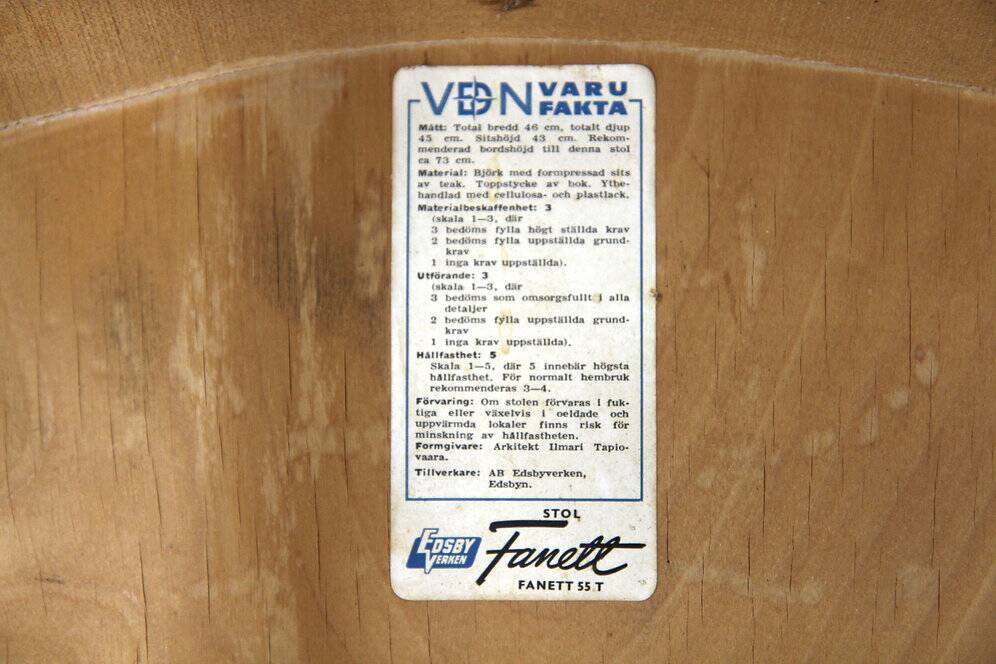 VDN VARU
FAKTA
Mått: Total bredd 46 cm, totalt djup
45 cm. Sitshöjd 43 cm. Rekom-
menderad bordshöjd till denna stol
ca 73 cm.
Material: Björk med formpressad sits
av teak. Toppstycke av bok. Ytbe-
handlad med cellulosa- och plastlack.
Materialbeskaffenhet: 3
(skala 1—3, där
3 bedöms fylla högt ställda krav
2 bedöms fylla uppställda grund-
krav
1 inga krav uppställda).
Utförande: 3
(skala 1—3, där
3 bedöms som omsorgsfullt i alla
detaljer
2 bedöms fylla uppställda grund-
krav
1 inga krav uppställda).
Hållfasthet: 5
Skala 1—5, där 5 innebär högsta
hållfasthet. För normalt hembruk
rekommenderas 3—4.
Förvaring: Om stolen förvaras i fuk-
tiga eller växelvis i oeldade och
uppvärmda lokaler finns risk för
minskning av hållfastheten.
Formgivare: Arkitekt Ilmari Tapio-
vaara.
Tillverkare: AB Edsbyverken,
Edsbyn.
STOL
EDSBY
VERKEN
Fanett
FANETT 55 T